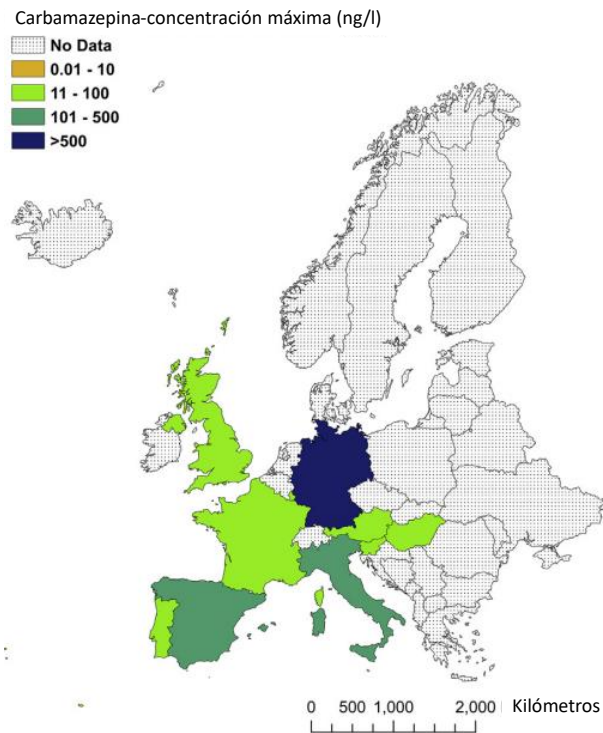 Carbamazepina-concentración máxima (ng/l)
No Data
0.01 - 10
11 - 100
101 - 500
>500
0 500 1,000 2,000 Kilómetros